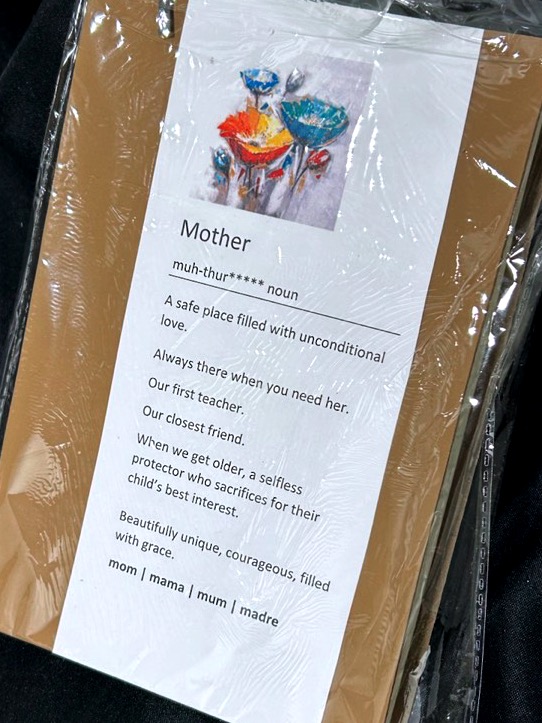 Mother
muh-thur***** noun
A safe place filled with unconditional
love.
Always there when you need her.
Our first teacher.
Our closest friend.
When we get older, a selfless
protector who sacrifices for their
child's best interest.
Beautifully unique, courageous, filled
with grace.
mom | mama | mum | madre